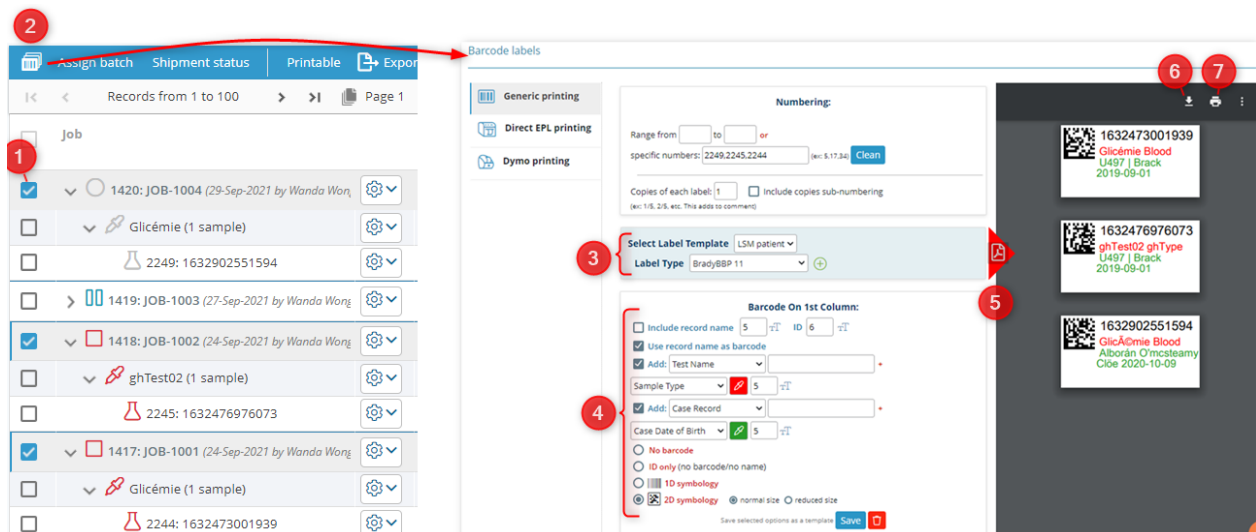 2
Assign batch Shipment status Printable Expor
Records from 1 to 100 Page 1
Job
1
1420: JOB-1004 (29-Sep-2021 by Wanda Wong
Glicémie (1 sample)
2249: 1632902551594
1419: JOB-1003 (27-Sep-2021 by Wanda Wong
1418: JOB-1002 (24-Sep-2021 by Wanda Wong
ghTest02 (1 sample)
2245: 1632476976073
1417: JOB-1001 (24-Sep-2021 by Wanda Wong
Glicémie (1 sample)
2244: 1632473001939
Barcode labels
Generic printing
Direct EPL printing
Dymo printing
Numbering:
Range from to or
specific numbers: 2249,2245,2244 (ex: 5,17,34) Clean
Copies of each label: 1 Include copies sub-numbering
(ex: 1/5, 2/5, etc. This adds to comment)
3
Select Label Template LSM patient
Label Type BradyBBP 11
5
4
Barcode On 1st Column:
Include record name 5 ID 6
Use record name as barcode
Add: Test Name *
Sample Type 5
Add: Case Record *
Case Date of Birth 5
No barcode
ID only (no barcode/no name)
1D symbology
2D symbology normal size reduced size
Save selected options as a template Save
6 7
1632473001939
Glicémie Blood
U497 | Brack
2019-09-01
1632476976073
ghTest02 ghType
U497 | Brack
2019-09-01
1632902551594
GlicÃ©mie Blood
Alborán O'mcsteamy
Clöe 2020-10-09